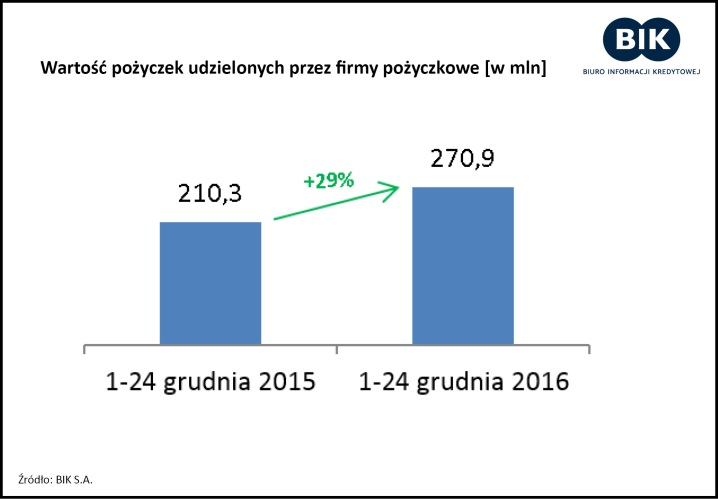 BIK
BIURO INFORMACJI KREDYTOWEJ
Wartość pożyczek udzielonych przez firmy pożyczkowe [w mln]
210,3
+29%
270,9
1-24 grudnia 2015
1-24 grudnia 2016
Źródło: BIK S.A.